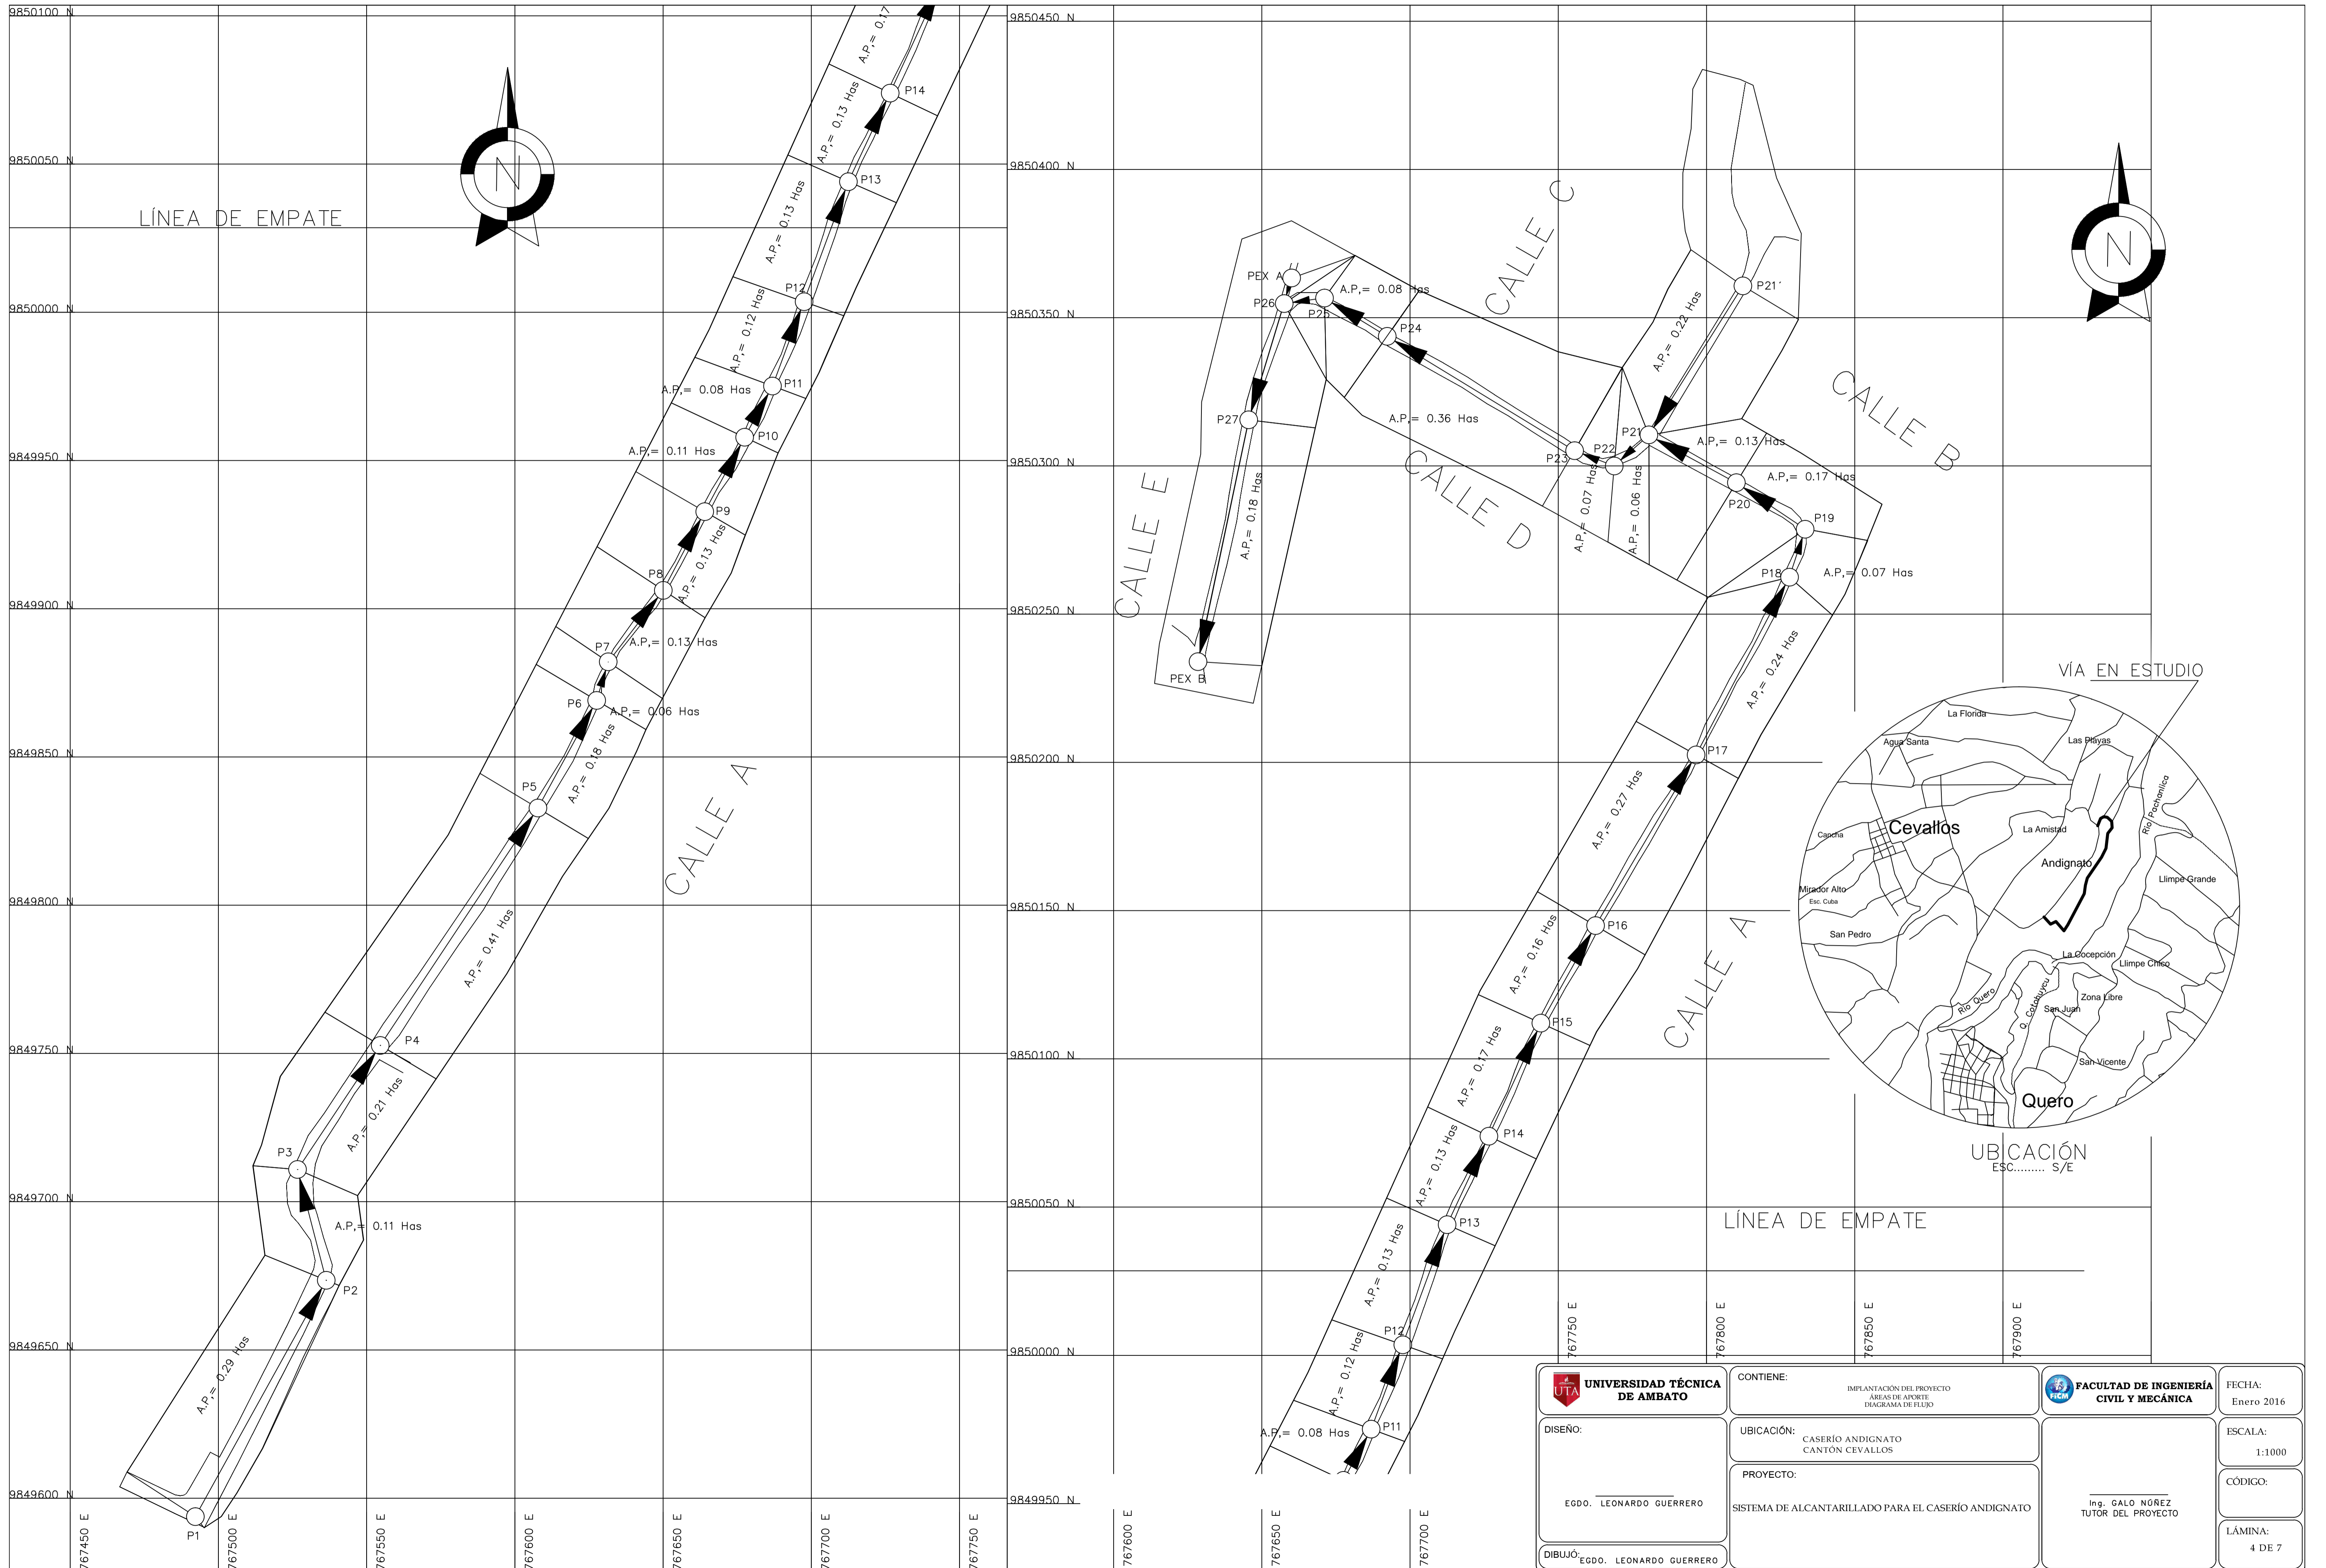 9850100 N
9850050 N
9850000 N
9849950 N
9849900 N
9849850 N
9849800 N
9849750 N
9849700 N
9849650 N
9849600 N
LÍNEA DE EMPATE
N
A.P,= 0.17
P14
A.P,= 0.13 Has
P13
A.P,= 0.13 Has
P12
A.P,= 0.12 Has
P11
A.P,= 0.08 Has
P10
A.P,= 0.11 Has
P9
A.P,= 0.13 Has
P8
A.P,= 0.13 Has
P7
P6
A.P,= 0.06 Has
A.P,= 0.18 Has
P5
CALLE A
A.P,= 0.41 Has
P4
A.P,= 0.21 Has
P3
A.P,= 0.11 Has
P2
A.P,= 0.29 Has
P1
767450 E
767500 E
767550 E
767600 E
767650 E
767700 E
767750 E
9850450 N
9850400 N
9850350 N
9850300 N
9850250 N
9850200 N
9850150 N
9850100 N
9850050 N
9850000 N
9849950 N
CALLE C
N
PEX A
P26
P25
A.P,= 0.08 Has
P24
P21'
A.P,= 0.22 Has
CALLE B
P27
A.P,= 0.36 Has
P21
A.P,= 0.13 Has
P22
P23
A.P,= 0.17 Has
P20
P19
CALLE E
A.P,= 0.18 Has
CALLE D
A.P,= 0.07 Has
A.P,= 0.06 Has
P18
A.P,= 0.07 Has
PEX B
A.P,= 0.24 Has
P17
A.P,= 0.27 Has
P16
A.P,= 0.16 Has
CALLE A
P15
A.P,= 0.17 Has
P14
A.P,= 0.13 Has
P13
A.P,= 0.13 Has
P12
A.P,= 0.12 Has
P11
A.P,= 0.08 Has
LÍNEA DE EMPATE
767600 E
767650 E
767700 E
767750 E
767800 E
767850 E
767900 E
VÍA EN ESTUDIO
La Florida
Agua Santa
Las Playas
Río Pachanlica
Cancha
Cevallos
La Amistad
Andignato
Llimpe Grande
Mirador Alto
Esc. Cuba
San Pedro
La Cocepción
Llimpe Chico
Río Quero
Q. Cotahuycu
Zona Libre
San Juan
San Vicente
Quero
UBICACIÓN
ESC......... S/E
UTA
UNIVERSIDAD TÉCNICA
DE AMBATO
CONTIENE:
IMPLANTACIÓN DEL PROYECTO
ÁREAS DE APORTE
DIAGRAMA DE FLUJO
FICM
FACULTAD DE INGENIERÍA
CIVIL Y MECÁNICA
FECHA:
Enero 2016
DISEÑO:
EGDO. LEONARDO GUERRERO
UBICACIÓN:
CASERÍO ANDIGNATO
CANTÓN CEVALLOS
ESCALA:
1:1000
PROYECTO:
SISTEMA DE ALCANTARILLADO PARA EL CASERÍO ANDIGNATO
Ing. GALO NÚÑEZ
TUTOR DEL PROYECTO
CÓDIGO:
LÁMINA:
4 DE 7
DIBUJÓ:
EGDO. LEONARDO GUERRERO